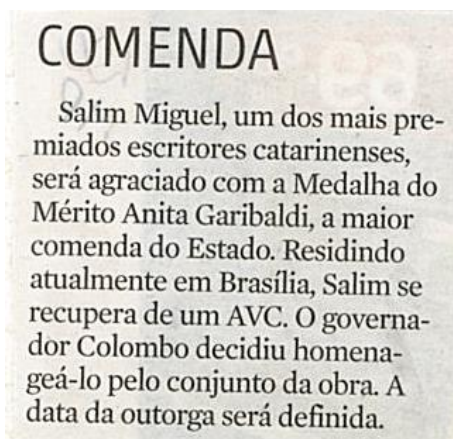 COMENDA
Salim Miguel, um dos mais pre-
miados escritores catarinenses,
será agraciado com a Medalha do
Mérito Anita Garibaldi, a maior
comenda do Estado. Residindo
atualmente em Brasília, Salim se
recupera de um AVC. O governa-
dor Colombo decidiu homena-
geá-lo pelo conjunto da obra. A
data da outorga será definida.